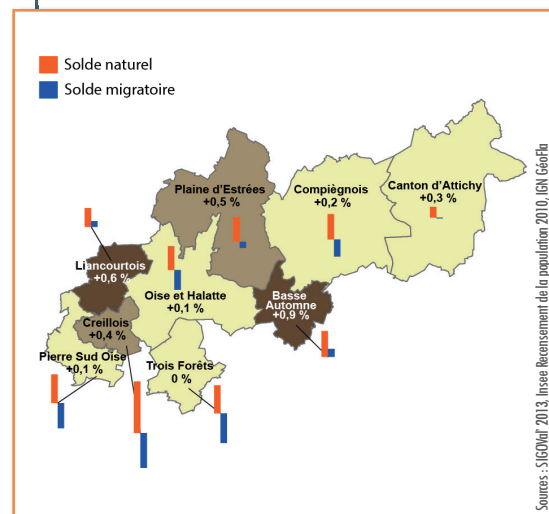 Solde naturel
Solde migratoire
Plaine d'Estrées
+0,5 %
Compiègnois
+0,2 %
Canton d'Attichy
+0,3 %
Liancourtois
+0,6 %
Oise et Halatte
+0,1 %
Basse
Automne
+0,9 %
Creillois
+0,4 %
Pierre Sud Oise
+0,1 %
Trois Forêts
0 %
Sources : SIGOVal' 2013, Insee Recensement de la population 2010, IGN GéoFla